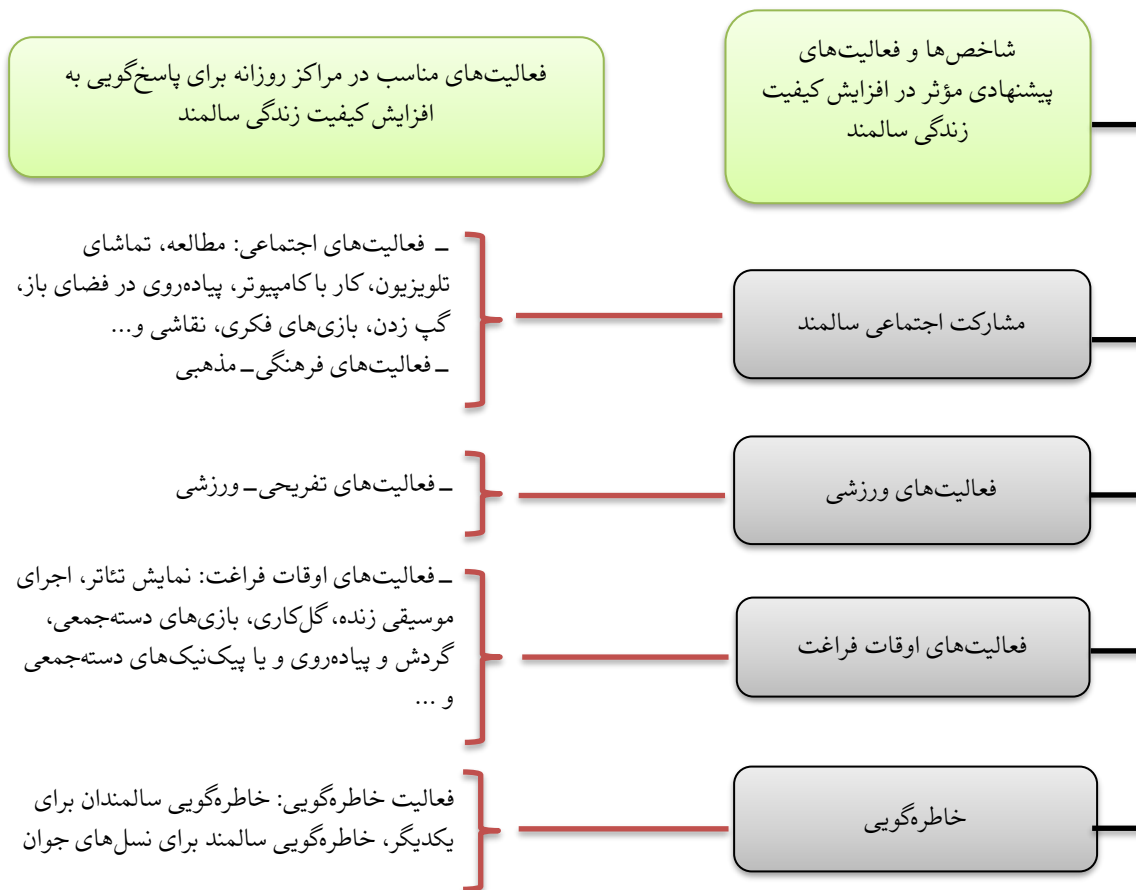 شاخص‌ها و فعالیت‌های
پیشنهادی مؤثر در افزایش کیفیت
زندگی سالمند
فعالیت‌های مناسب در مراکز روزانه برای پاسخ‌گویی به
افزایش کیفیت زندگی سالمند
مشارکت اجتماعی سالمند
ـ فعالیت‌های اجتماعی: مطالعه، تماشای
تلویزیون، کار با کامپیوتر، پیاده‌روی در فضای باز،
گپ زدن، بازی‌های فکری، نقاشی و...
ـ فعالیت‌های فرهنگی ـ مذهبی
فعالیت‌های ورزشی
ـ فعالیت‌های تفریحی ـ ورزشی
فعالیت‌های اوقات فراغت
ـ فعالیت‌های اوقات فراغت: نمایش تئاتر، اجرای
موسیقی زنده، گل‌کاری، بازی‌های دسته‌جمعی،
گردش و پیاده‌روی و یا پیک‌نیک‌های دسته‌جمعی
و ...
خاطره‌گویی
فعالیت خاطره‌گویی: خاطره‌گویی سالمندان برای
یکدیگر، خاطره‌گویی سالمند برای نسل‌های جوان